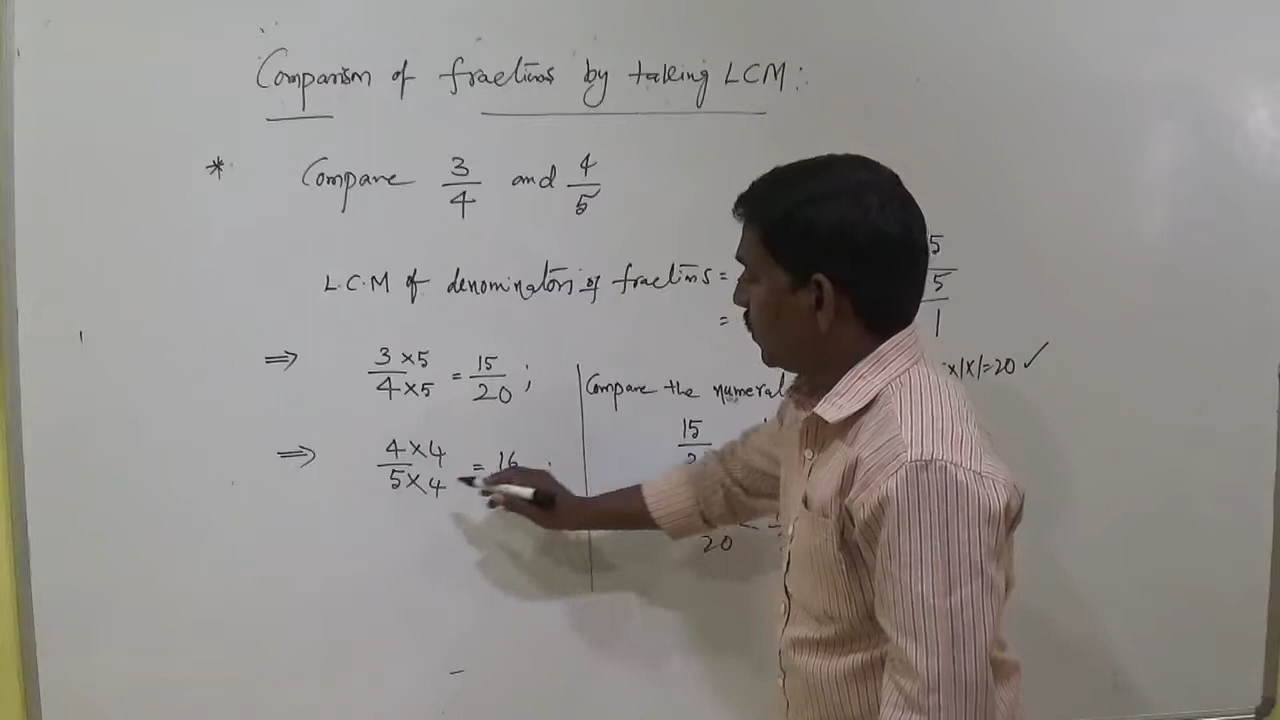 Comparison of fractions by taking LCM:
* Compare 3/4 and 4/5
L.C.M of denominators of fractions =
=
5
5
1
x1x1=20 ✓
⇒ 3×5/4×5 = 15/20 ;
⇒ 4×4/5×4 = 16
Compare the
15
20 <